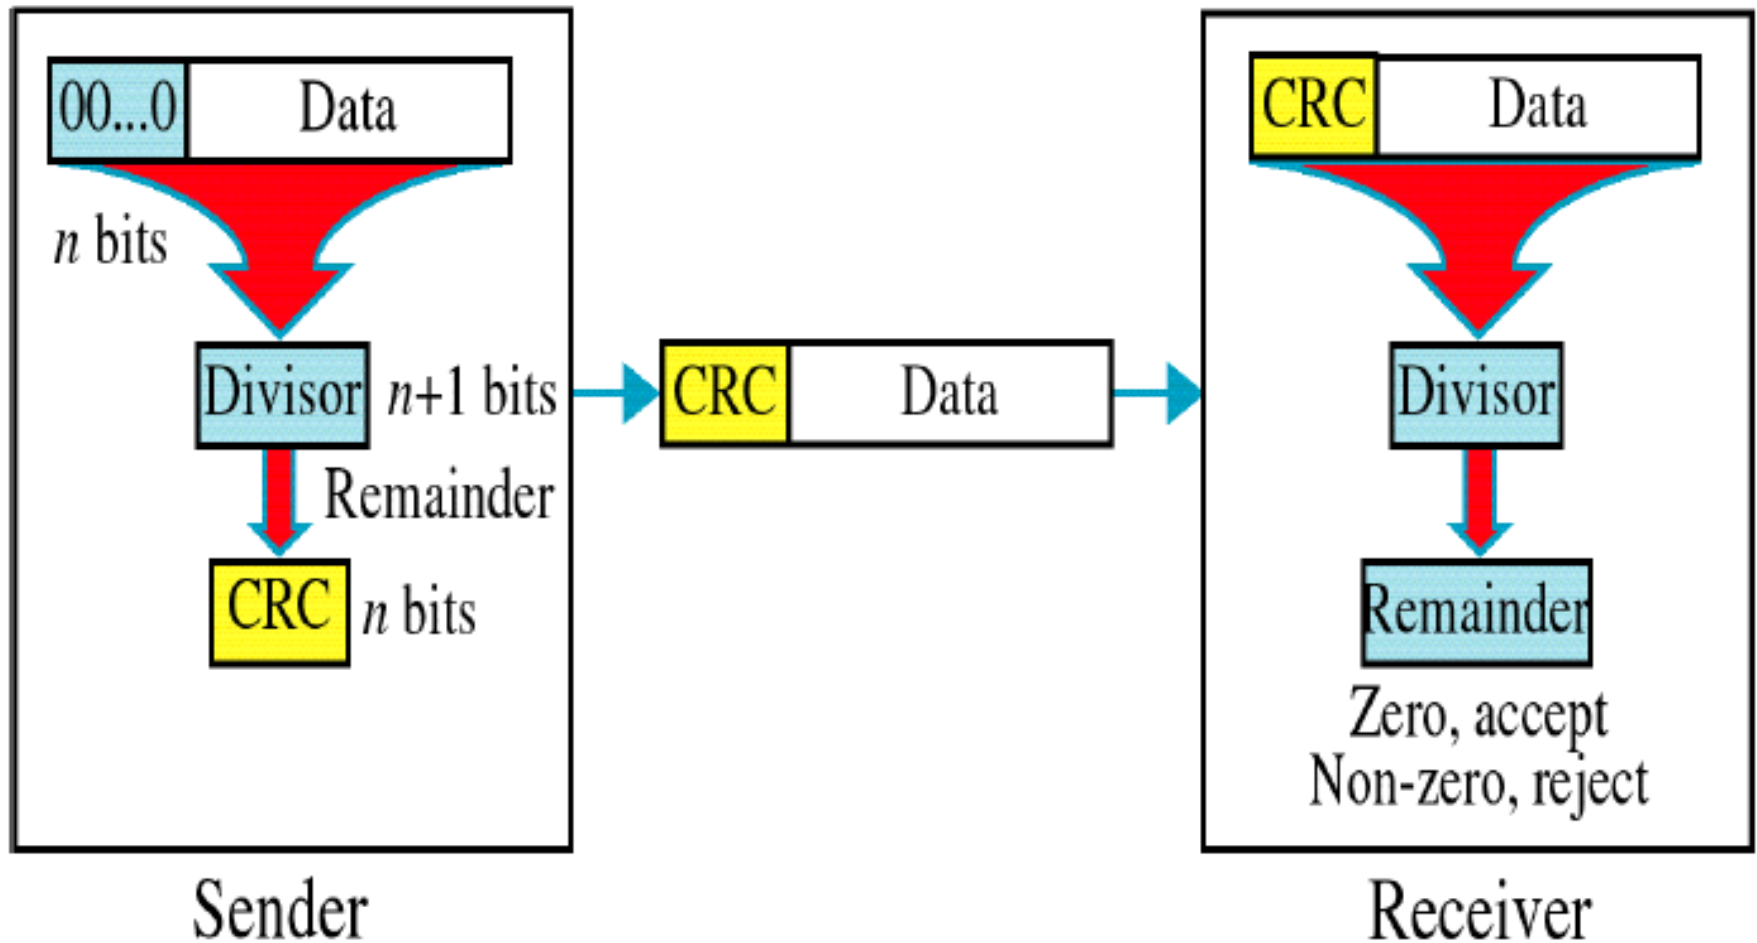 00...0 Data
n bits
Divisor n+1 bits
Remainder
CRC n bits
Sender
CRC Data
CRC Data
Divisor
Remainder
Zero, accept
Non-zero, reject
Receiver